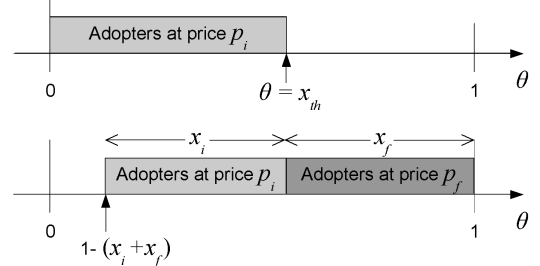 Adopters at price p_i
0 θ = x_th 1 θ
x_i x_f
Adopters at price p_i Adopters at price p_f
0 1 θ
1- (x_i +x_f)